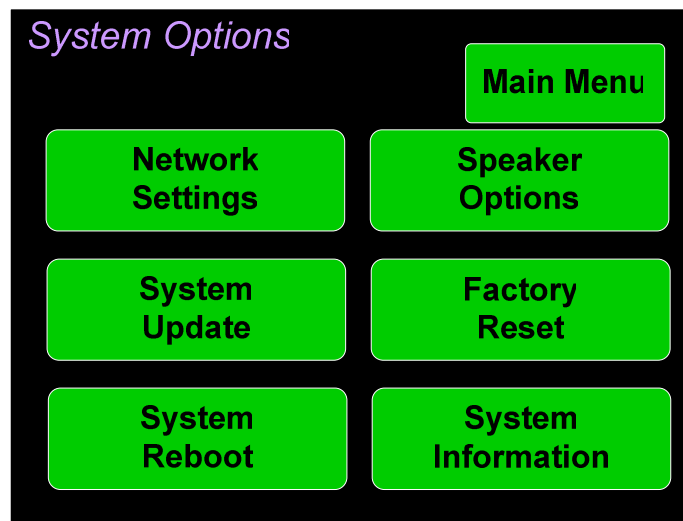 System Options
Main Menu
Network
Settings
Speaker
Options
System
Update
Factory
Reset
System
Reboot
System
Information